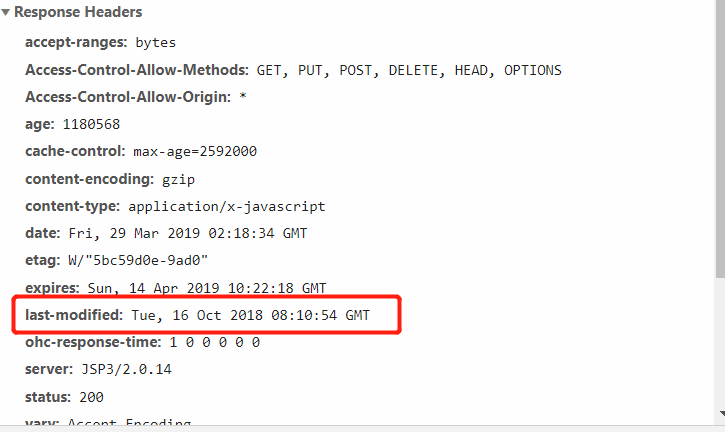 Response Headers
accept-ranges: bytes
Access-Control-Allow-Methods: GET, PUT, POST, DELETE, HEAD, OPTIONS
Access-Control-Allow-Origin: *
age: 1180568
cache-control: max-age=2592000
content-encoding: gzip
content-type: application/x-javascript
date: Fri, 29 Mar 2019 02:18:34 GMT
etag: W/"5bc59d0e-9ad0"
expires: Sun, 14 Apr 2019 10:22:18 GMT
last-modified: Tue, 16 Oct 2018 08:10:54 GMT
ohc-response-time: 1 0 0 0 0 0
server: JSP3/2.0.14
status: 200
vary: Accept-Encoding